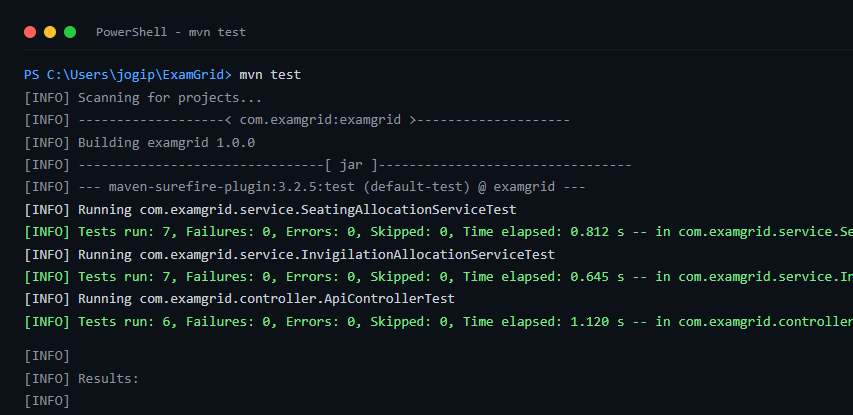 PowerShell - mvn test
PS C:\Users\jogip\ExamGrid> mvn test
[INFO] Scanning for projects...
[INFO] -------------------< com.examgrid:examgrid >--------------------
[INFO] Building examgrid 1.0.0
[INFO] --------------------------------[ jar ]---------------------------------
[INFO] --- maven-surefire-plugin:3.2.5:test (default-test) @ examgrid ---
[INFO] Running com.examgrid.service.SeatingAllocationServiceTest
[INFO] Tests run: 7, Failures: 0, Errors: 0, Skipped: 0, Time elapsed: 0.812 s -- in com.examgrid.service.Se
[INFO] Running com.examgrid.service.InvigilationAllocationServiceTest
[INFO] Tests run: 7, Failures: 0, Errors: 0, Skipped: 0, Time elapsed: 0.645 s -- in com.examgrid.service.In
[INFO] Running com.examgrid.controller.ApiControllerTest
[INFO] Tests run: 6, Failures: 0, Errors: 0, Skipped: 0, Time elapsed: 1.120 s -- in com.examgrid.controller
[INFO]
[INFO] Results:
[INFO]